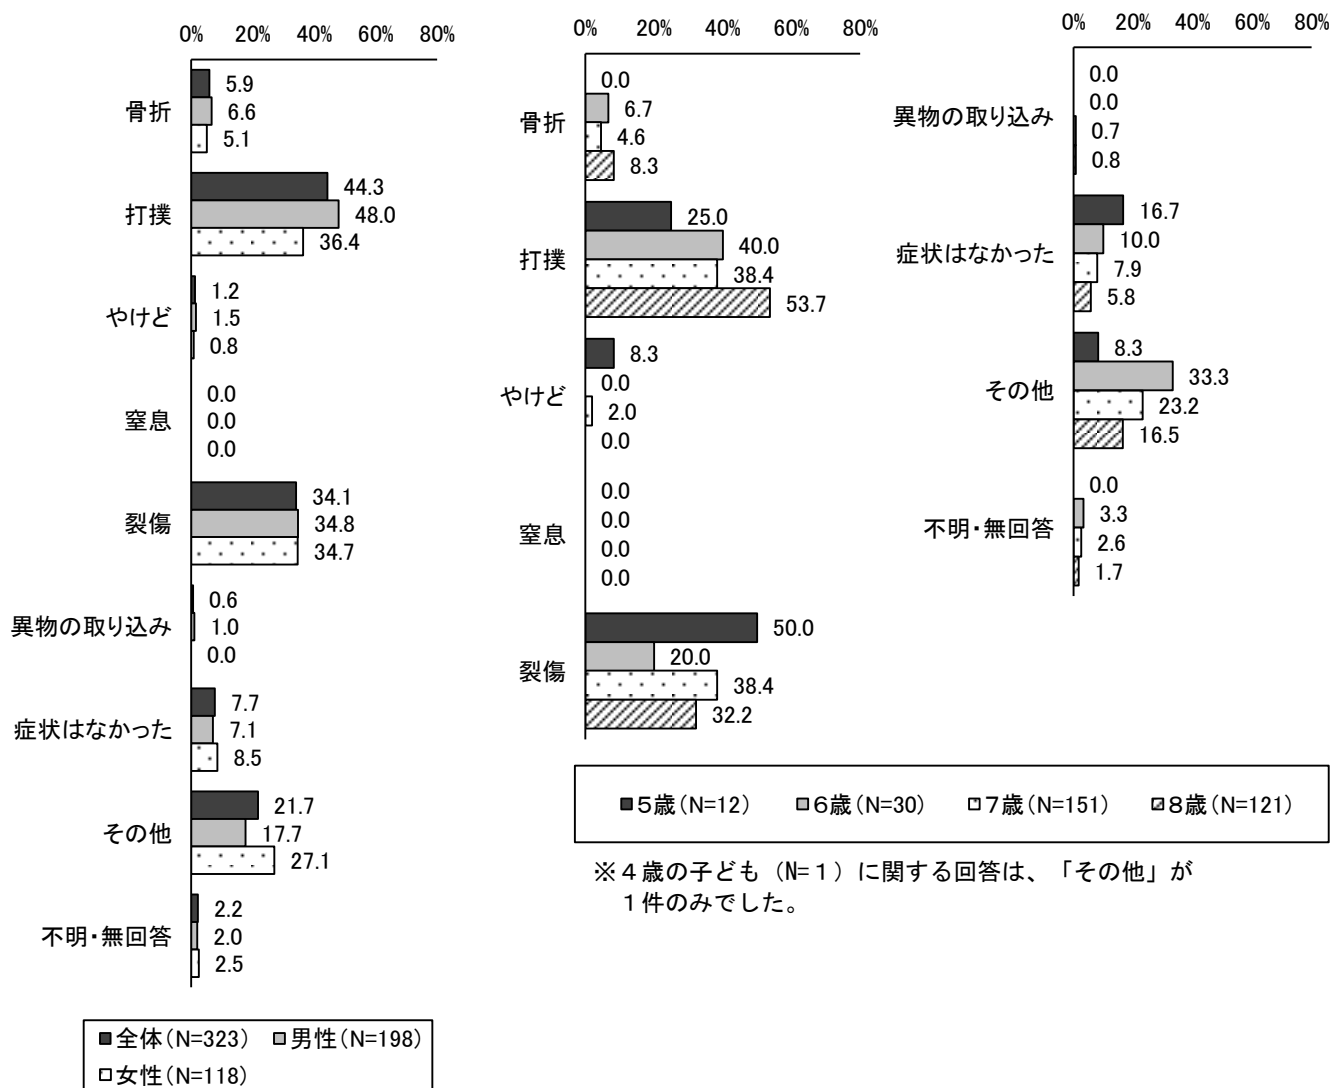 0% 20% 40% 60% 80%
骨折
5.9
6.6
5.1
打撲
44.3
48.0
36.4
やけど
1.2
1.5
0.8
窒息
0.0
0.0
0.0
裂傷
34.1
34.8
34.7
異物の取り込み
0.6
1.0
0.0
症状はなかった
7.7
7.1
8.5
その他
21.7
17.7
27.1
不明・無回答
2.2
2.0
2.5
全体(N=323) 男性(N=198)
女性(N=118)
0% 20% 40% 60% 80%
骨折
0.0
6.7
4.6
8.3
打撲
25.0
40.0
38.4
53.7
やけど
8.3
0.0
2.0
0.0
窒息
0.0
0.0
0.0
0.0
裂傷
50.0
20.0
38.4
32.2
0% 20% 40% 60% 80%
異物の取り込み
0.0
0.0
0.7
0.8
症状はなかった
16.7
10.0
7.9
5.8
その他
8.3
33.3
23.2
16.5
不明・無回答
0.0
3.3
2.6
1.7
5歳(N=12) 6歳(N=30) 7歳(N=151) 8歳(N=121)
※4歳の子ども(N=1)に関する回答は、「その他」が
1件のみでした。